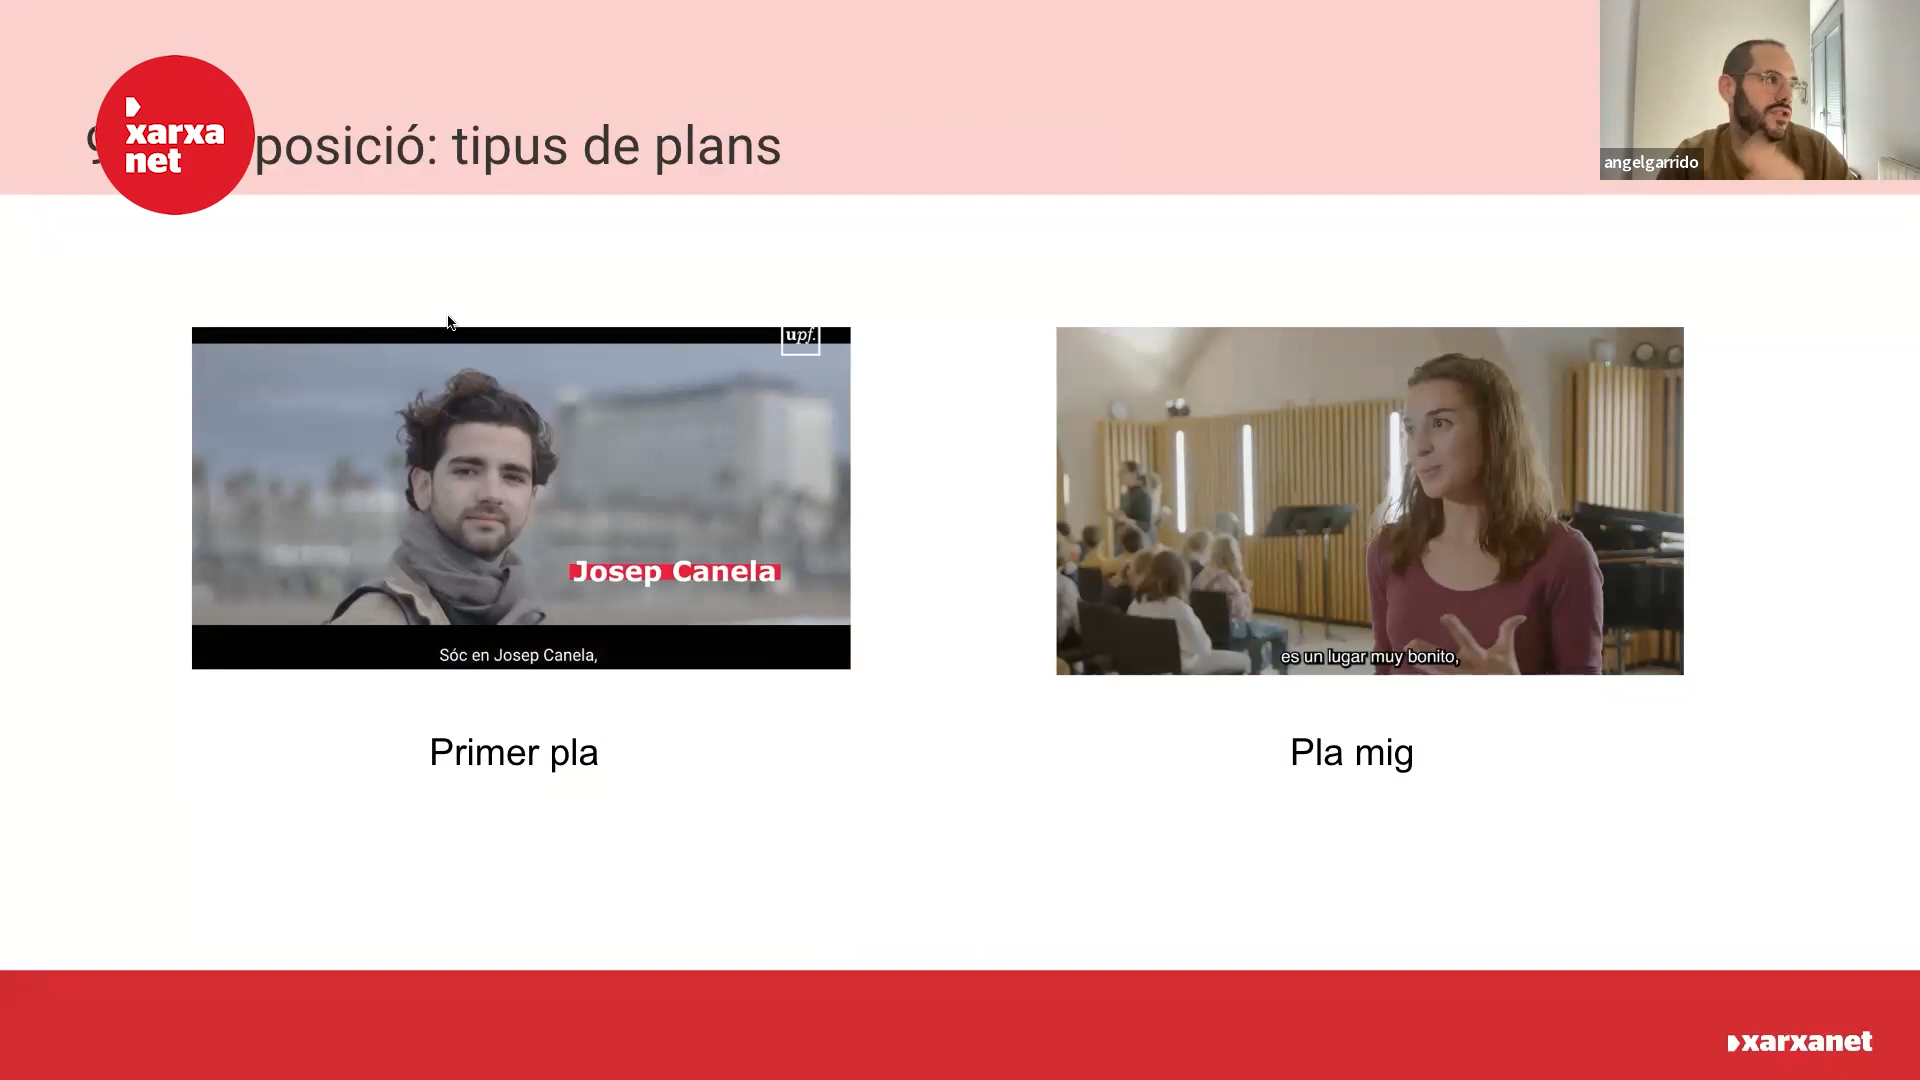 xarxa
net
posició: tipus de plans
angelgarrido
upf.
Josep Canela
Sóc en Josep Canela,
es un lugar muy bonito,
Primer pla
Pla mig
xarxanet